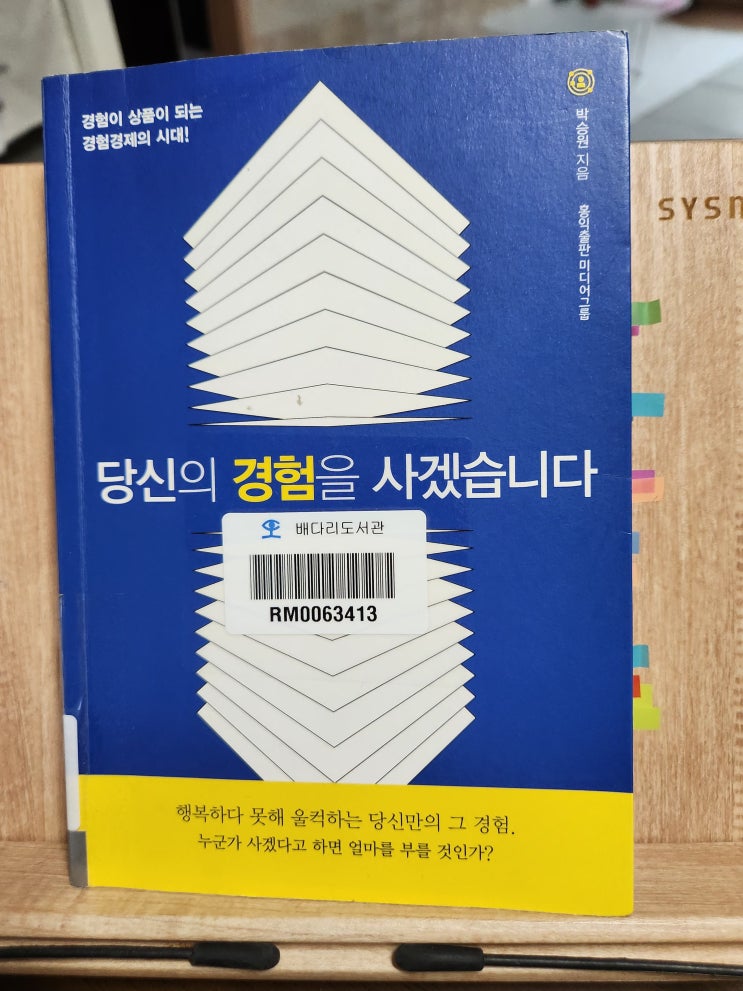 경험이 상품이 되는
경험경제의 시대!
박승원 지음
홍익출판 미디어그룹
당신의 경험을 사겠습니다
배다리도서관
RM0063413
행복하다 못해 울컥하는 당신만의 그 경험.
누군가 사겠다고 하면 얼마를 부를 것인가?